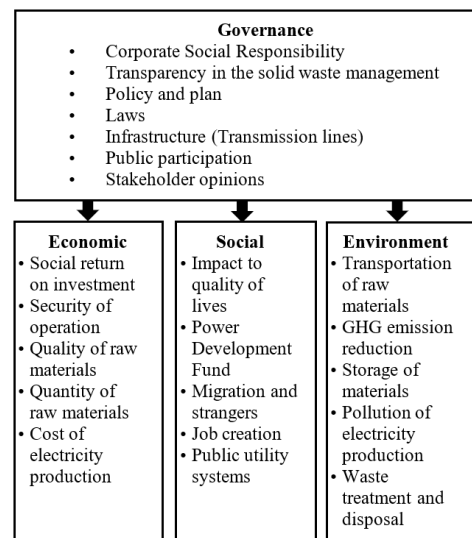 Governance
• Corporate Social Responsibility
• Transparency in the solid waste management
• Policy and plan
• Laws
• Infrastructure (Transmission lines)
• Public participation
• Stakeholder opinions
Economic
• Social return
on investment
• Security of
operation
• Quality of raw
materials
• Quantity of
raw materials
• Cost of
electricity
production
Social
• Impact to
quality of
lives
• Power
Development
Fund
• Migration and
strangers
• Job creation
• Public utility
systems
Environment
• Transportation
of raw
materials
• GHG emission
reduction
• Storage of
materials
• Pollution of
electricity
production
• Waste
treatment and
disposal